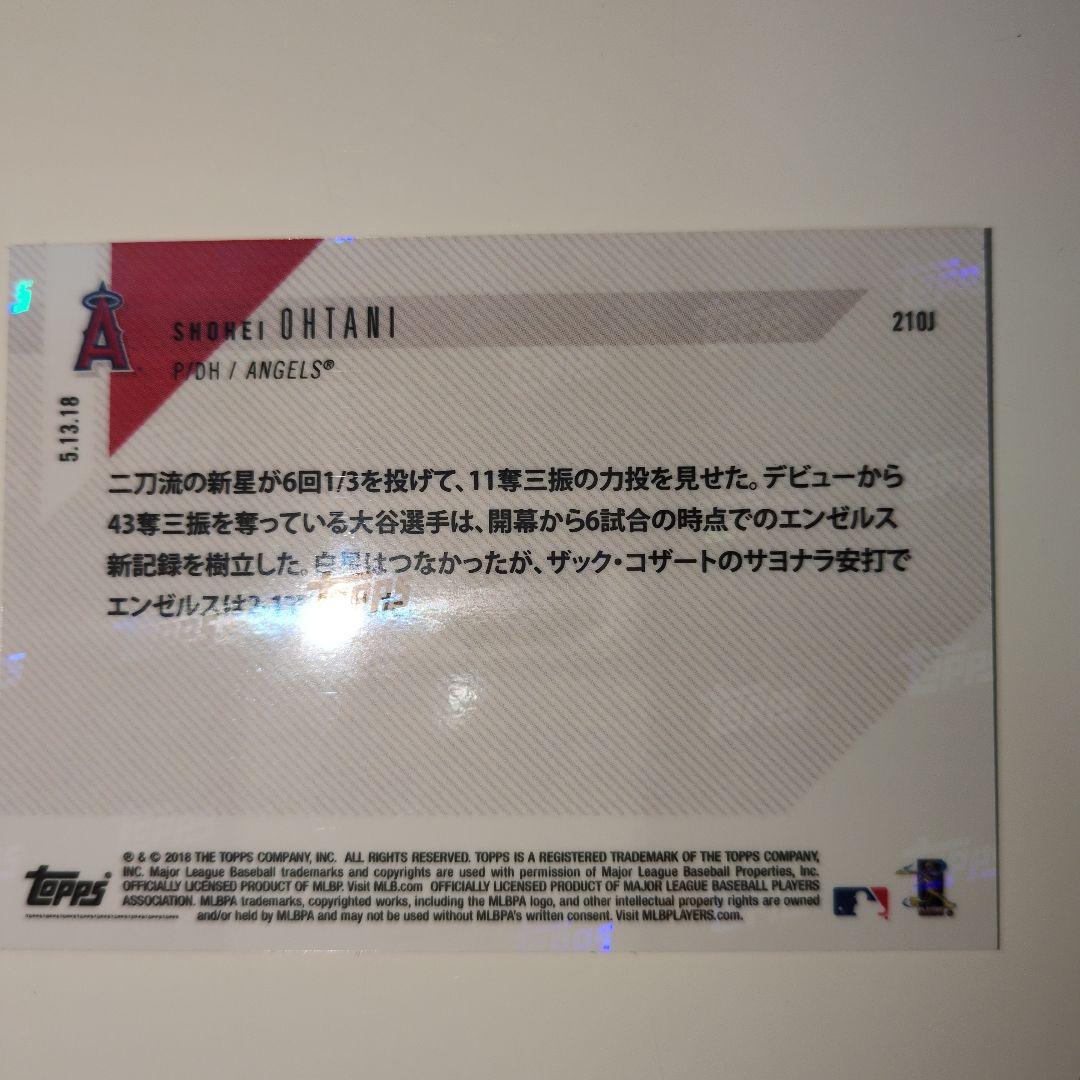 SHOHEI OHTANI
210J
P/DH / ANGELS®
5.13.18
二刀流の新星が6回1/3を投げて、11奪三振の力投を見せた。デビューから
43奪三振を奪っている大谷選手は、開幕から6試合の時点でのエンゼルス
新記録を樹立した。白星はつなかったが、ザック・コザートのサヨナラ安打で
エンゼルスは
® & © 2018 THE TOPPS COMPANY, INC. ALL RIGHTS RESERVED. TOPPS IS A REGISTERED TRADEMARK OF THE TOPPS COMPANY,
INC. Major League Baseball trademarks and copyrights are used with permission of Major League Baseball Properties, Inc.
OFFICIALLY LICENSED PRODUCT OF MLBP. Visit MLB.com OFFICIALLY LICENSED PRODUCT OF MAJOR LEAGUE BASEBALL PLAYERS
ASSOCIATION. MLBPA trademarks, copyrighted works, including the MLBPA logo, and other intellectual property rights are owned
and/or held by MLBPA and may not be used without MLBPA's written consent. Visit MLBPLAYERS.com.
Topps